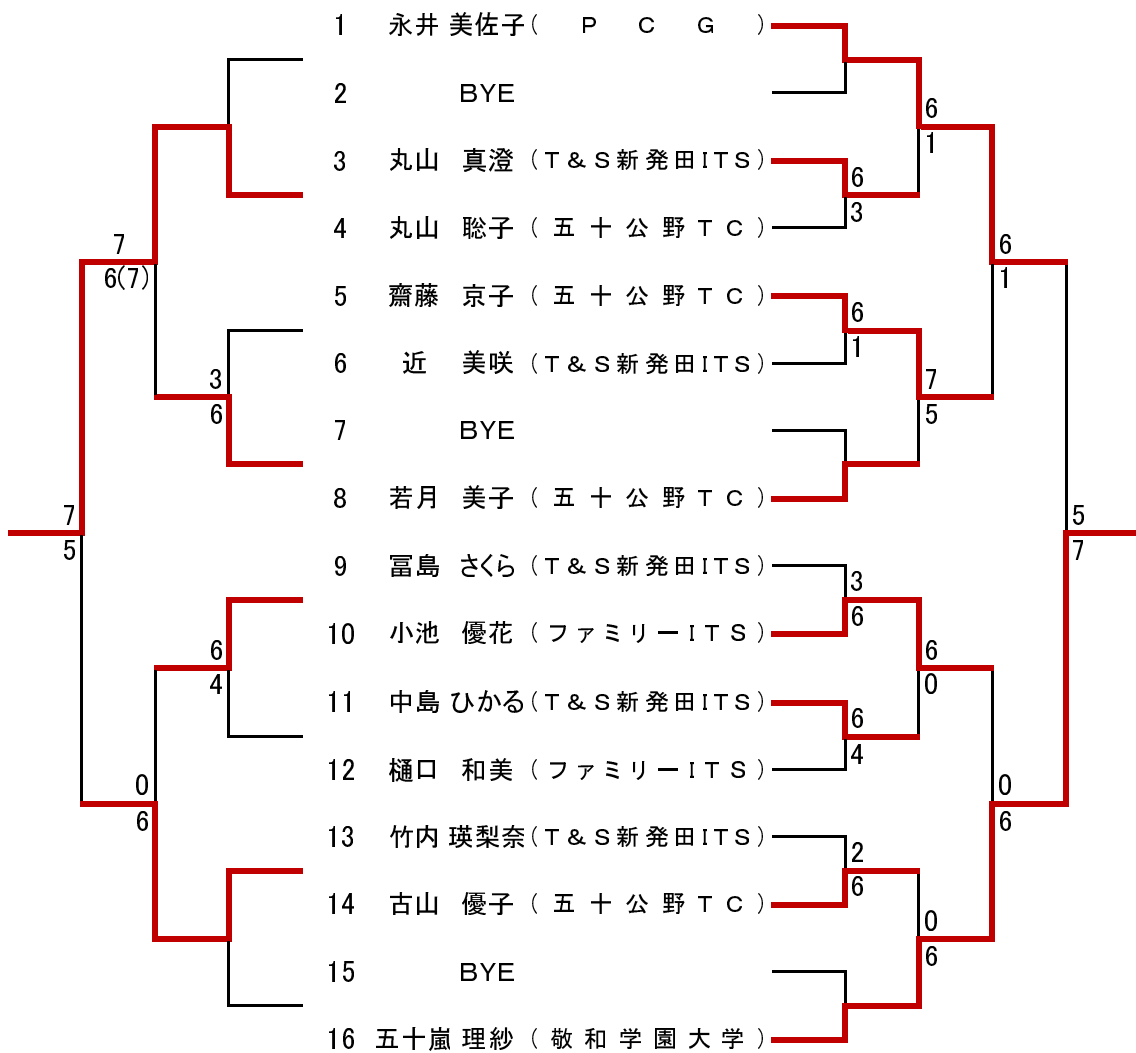 1 永井 美佐子 ( P C G )
2 BYE
6
1
3 丸山 真澄 (T&S新発田ITS)
6
3
4 丸山 聡子 ( 五十公野TC )
7
6(7)
6
1
5 齋藤 京子 ( 五十公野TC )
6
1
6 近 美咲 (T&S新発田ITS)
3
6
7
5
7 BYE
8 若月 美子 ( 五十公野TC )
7
5
5
7
9 冨島 さくら (T&S新発田ITS)
3
6
10 小池 優花 ( ファミリーITS )
6
4
6
0
11 中島 ひかる (T&S新発田ITS)
6
4
12 樋口 和美 ( ファミリーITS )
0
6
0
6
13 竹内 瑛梨奈 (T&S新発田ITS)
2
6
14 古山 優子 ( 五十公野TC )
0
6
15 BYE
16 五十嵐 理紗 ( 敬和学園大学 )